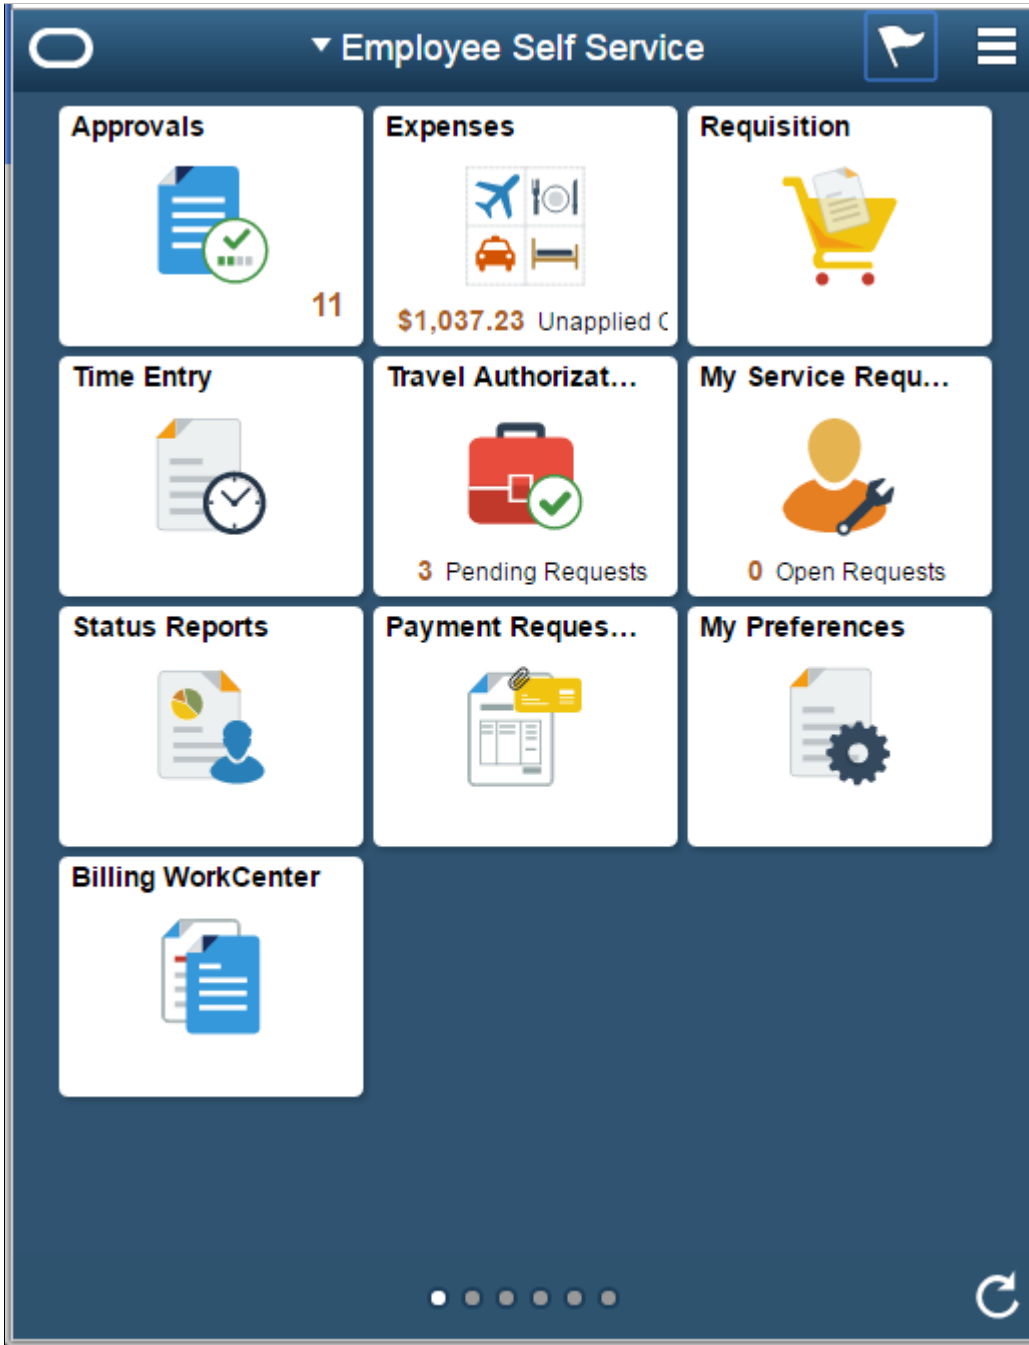 Employee Self Service
Approvals
Expenses
Requisition
11
$1,037.23 Unapplied
Time Entry
Travel Authorizat...
My Service Requ...
3 Pending Requests
0 Open Requests
Status Reports
Payment Reques...
My Preferences
Billing WorkCenter